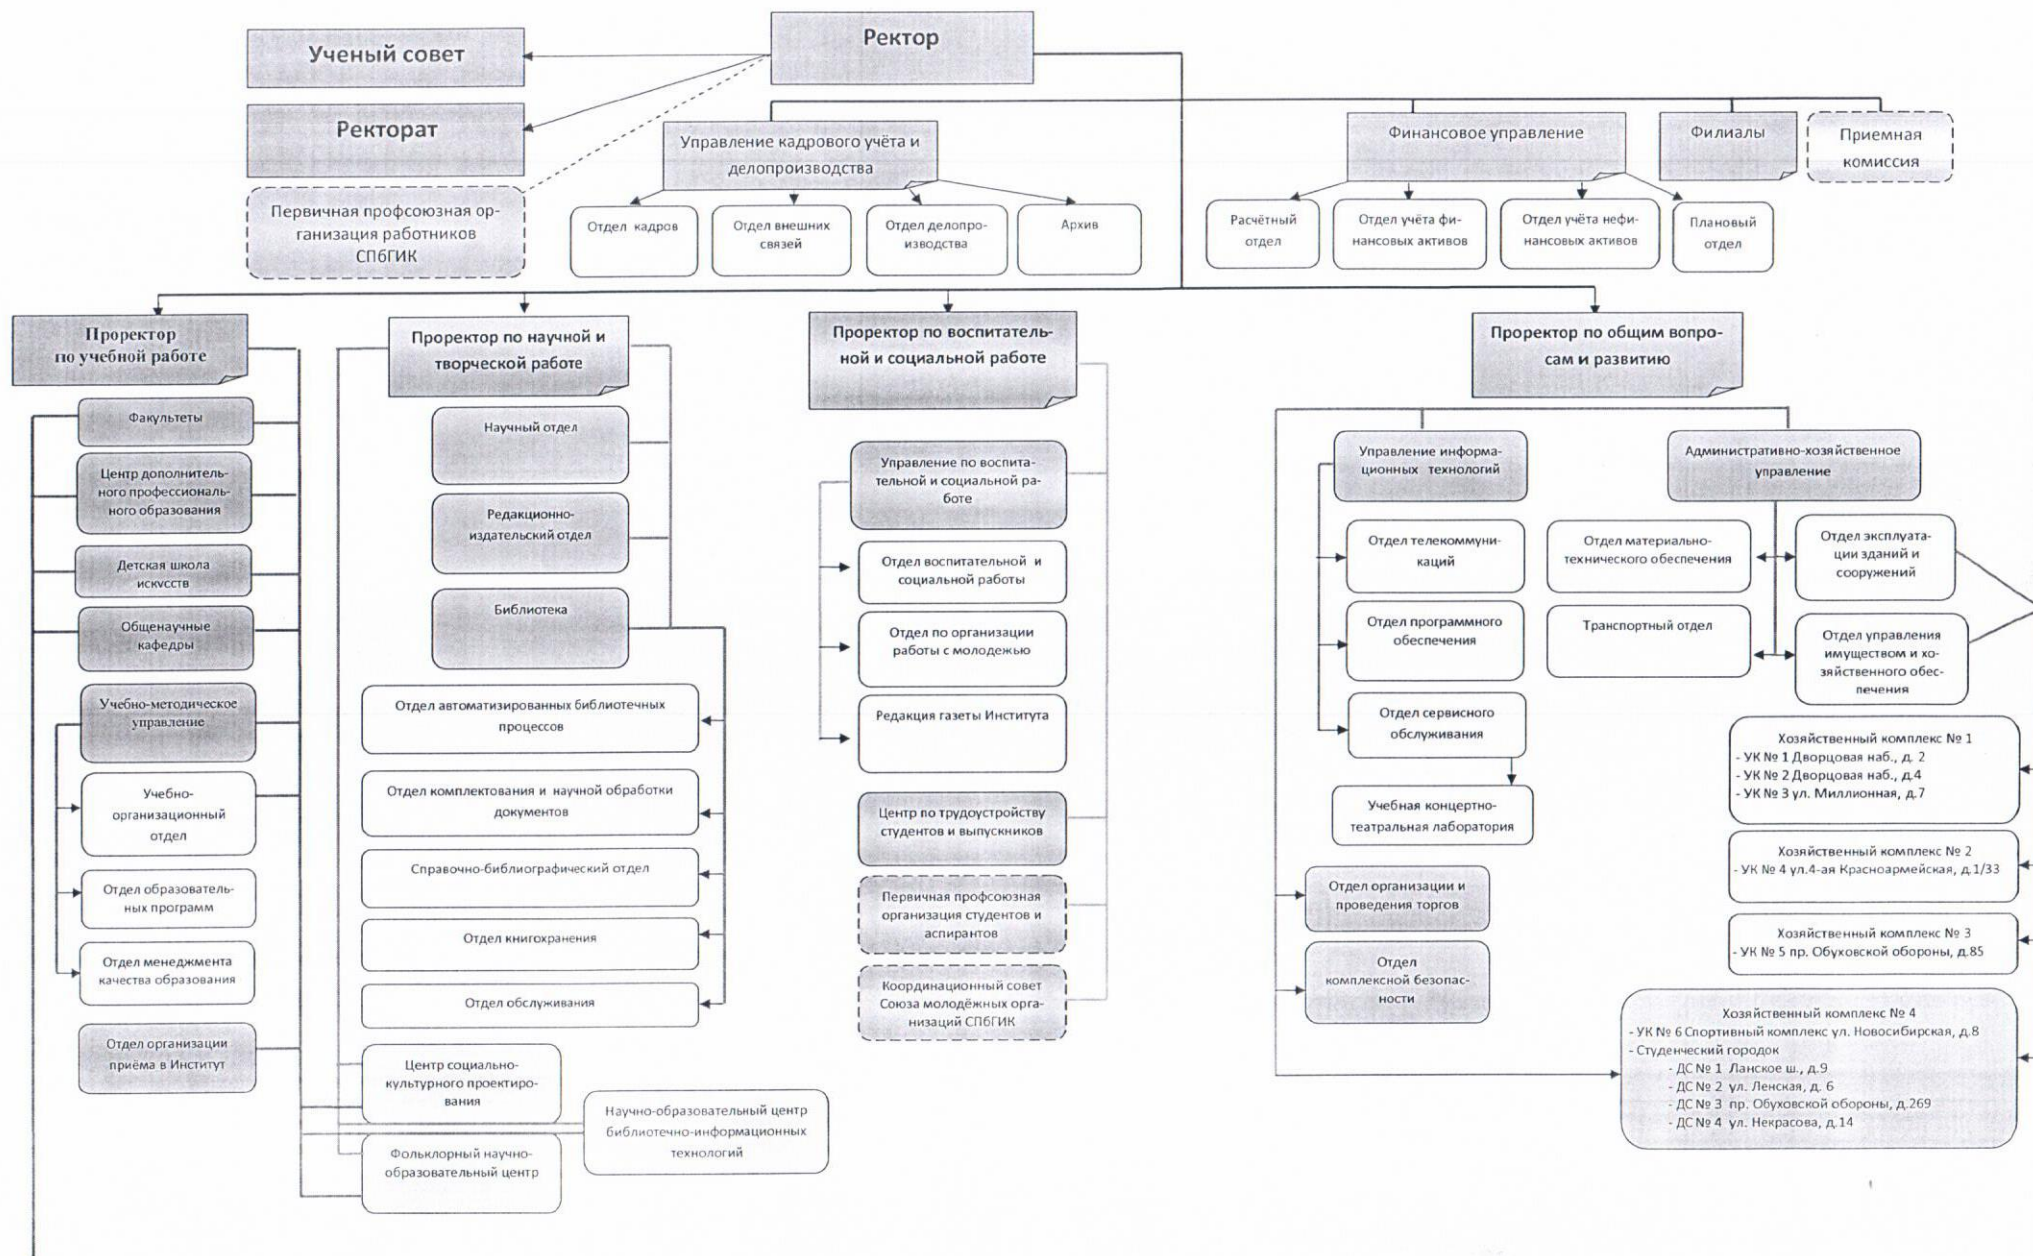 Ректор
Ученый совет
Ректорат
Первичная профсоюзная ор-
ганизация работников
СПбГИК
Управление кадрового учёта и
делопроизводства
Финансовое управление
Филиалы
Приемная
комиссия
Отдел кадров
Отдел внешних
связей
Отдел делопро-
изводства
Архив
Расчётный
отдел
Отдел учёта фи-
нансовых активов
Отдел учёта нефи-
нансовых активов
Плановый
отдел
Проректор
по учебной работе
Факультеты
Центр дополнитель-
ного профессиональ-
ного образования
Детская школа
искусств
Общенаучные
кафедры
Учебно-методическое
управление
Учебно-
организационный
отдел
Отдел образователь-
ных программ
Отдел менеджмента
качества образования
Отдел организации
приёма в Институт
Проректор по научной и
творческой работе
Научный отдел
Редакционно-
издательский отдел
Библиотека
Отдел автоматизированных библиотечных
процессов
Отдел комплектования и научной обработки
документов
Справочно-библиографический отдел
Отдел книгохранения
Отдел обслуживания
Центр социально-
культурного проектиро-
вания
Научно-образовательный центр
библиотечно-информационных
технологий
Фольклорный научно-
образовательный центр
Проректор по воспитатель-
ной и социальной работе
Управление по воспита-
тельной и социальной ра-
боте
Отдел воспитательной и
социальной работы
Отдел по организации
работы с молодежью
Редакция газеты Института
Центр по трудоустройству
студентов и выпускников
Первичная профсоюзная
организация студентов и
аспирантов
Координационный совет
Союза молодёжных орга-
низаций СПбГИК
Проректор по общим вопро-
сам и развитию
Управление информа-
ционных технологий
Отдел телекоммуни-
каций
Отдел программного
обеспечения
Отдел сервисного
обслуживания
Учебная концертно-
театральная лаборатория
Отдел организации и
проведения торгов
Отдел
комплексной безопас-
ности
Административно-хозяйственное
управление
Отдел материально-
технического обеспечения
Отдел эксплуата-
ции зданий и
сооружений
Транспортный отдел
Отдел управления
имуществом и хо-
зяйственного обес-
печения
Хозяйственный комплекс № 1
- УК № 1 Дворцовая наб., д. 2
- УК № 2 Дворцовая наб., д.4
- УК № 3 ул. Миллионная, д.7
Хозяйственный комплекс № 2
- УК № 4 ул.4-ая Красноармейская, д.1/33
Хозяйственный комплекс № 3
- УК № 5 пр. Обуховской обороны, д.85
Хозяйственный комплекс № 4
- УК № 6 Спортивный комплекс ул. Новосибирская, д.8
- Студенческий городок
- ДС № 1 Ланское ш., д.9
- ДС № 2 ул. Ленская, д. 6
- ДС № 3 пр. Обуховской обороны, д.269
- ДС № 4 ул. Некрасова, д.14